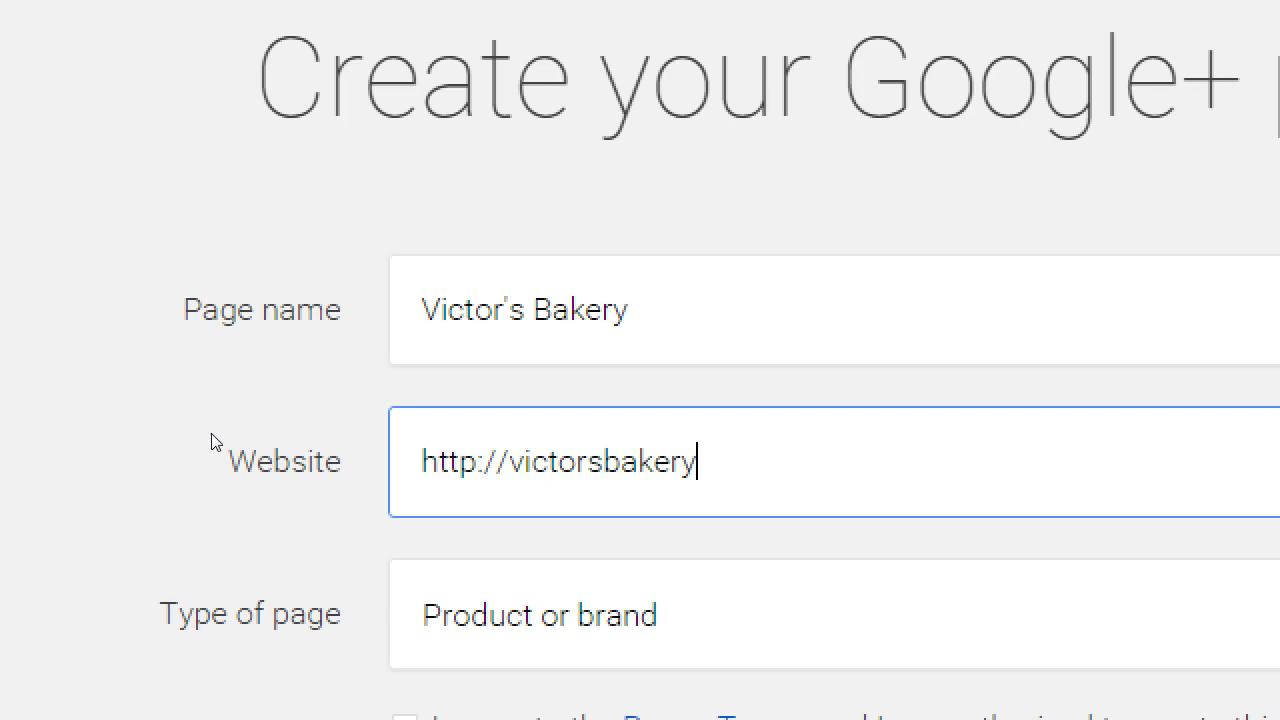 Create your Google+
Page name
Victor's Bakery
Website
http://victorsbakery
Type of page
Product or brand